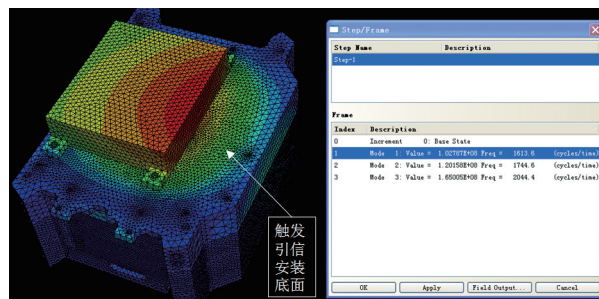 触发
引信
安装
底面
Step/Frame
Step Name Description
Step-1
Frame
Index Description
0 Increment 0: Base State
1 Mode 1: Value = 1.02787E+08 Freq = 1613.6 (cycles/time)
2 Mode 2: Value = 1.20158E+08 Freq = 1744.6 (cycles/time)
3 Mode 3: Value = 1.65005E+08 Freq = 2044.4 (cycles/time)
OK Apply Field Output... Cancel